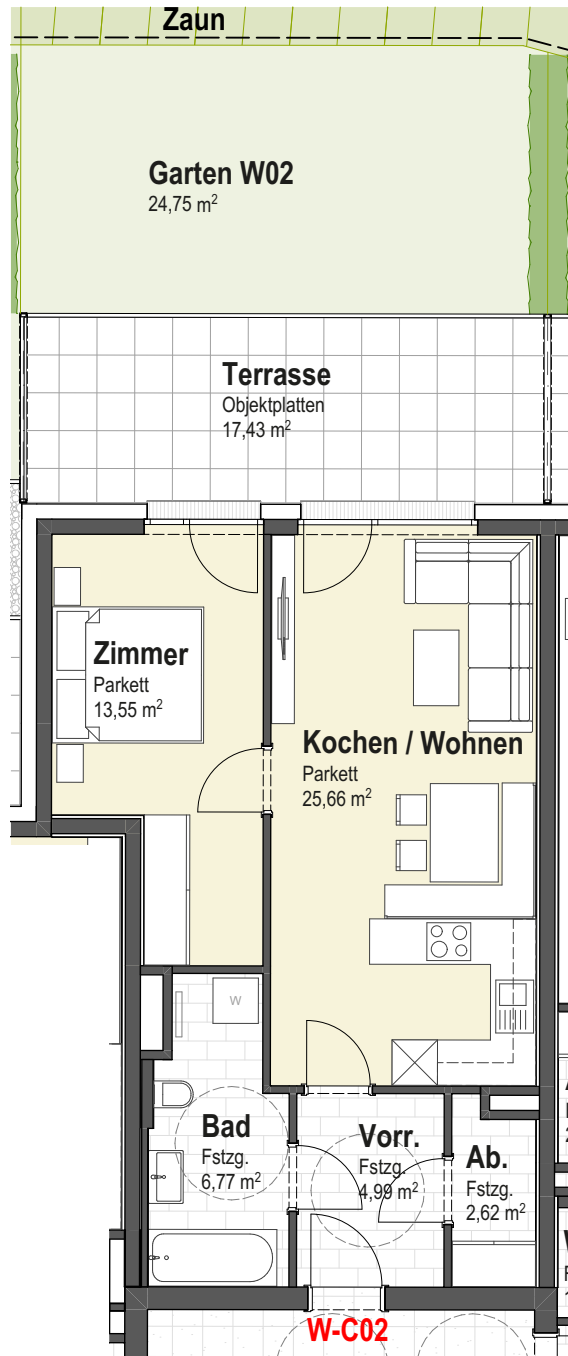 Zaun
Garten W02
24,75 m²
Terrasse
Objektplatten
17,43 m²
Zimmer
Parkett
13,55 m²
Kochen / Wohnen
Parkett
25,66 m²
W
Bad
Fstzg.
6,77 m²
Vorr.
Fstzg.
4,99 m²
Ab.
Fstzg.
2,62 m²
W-C02